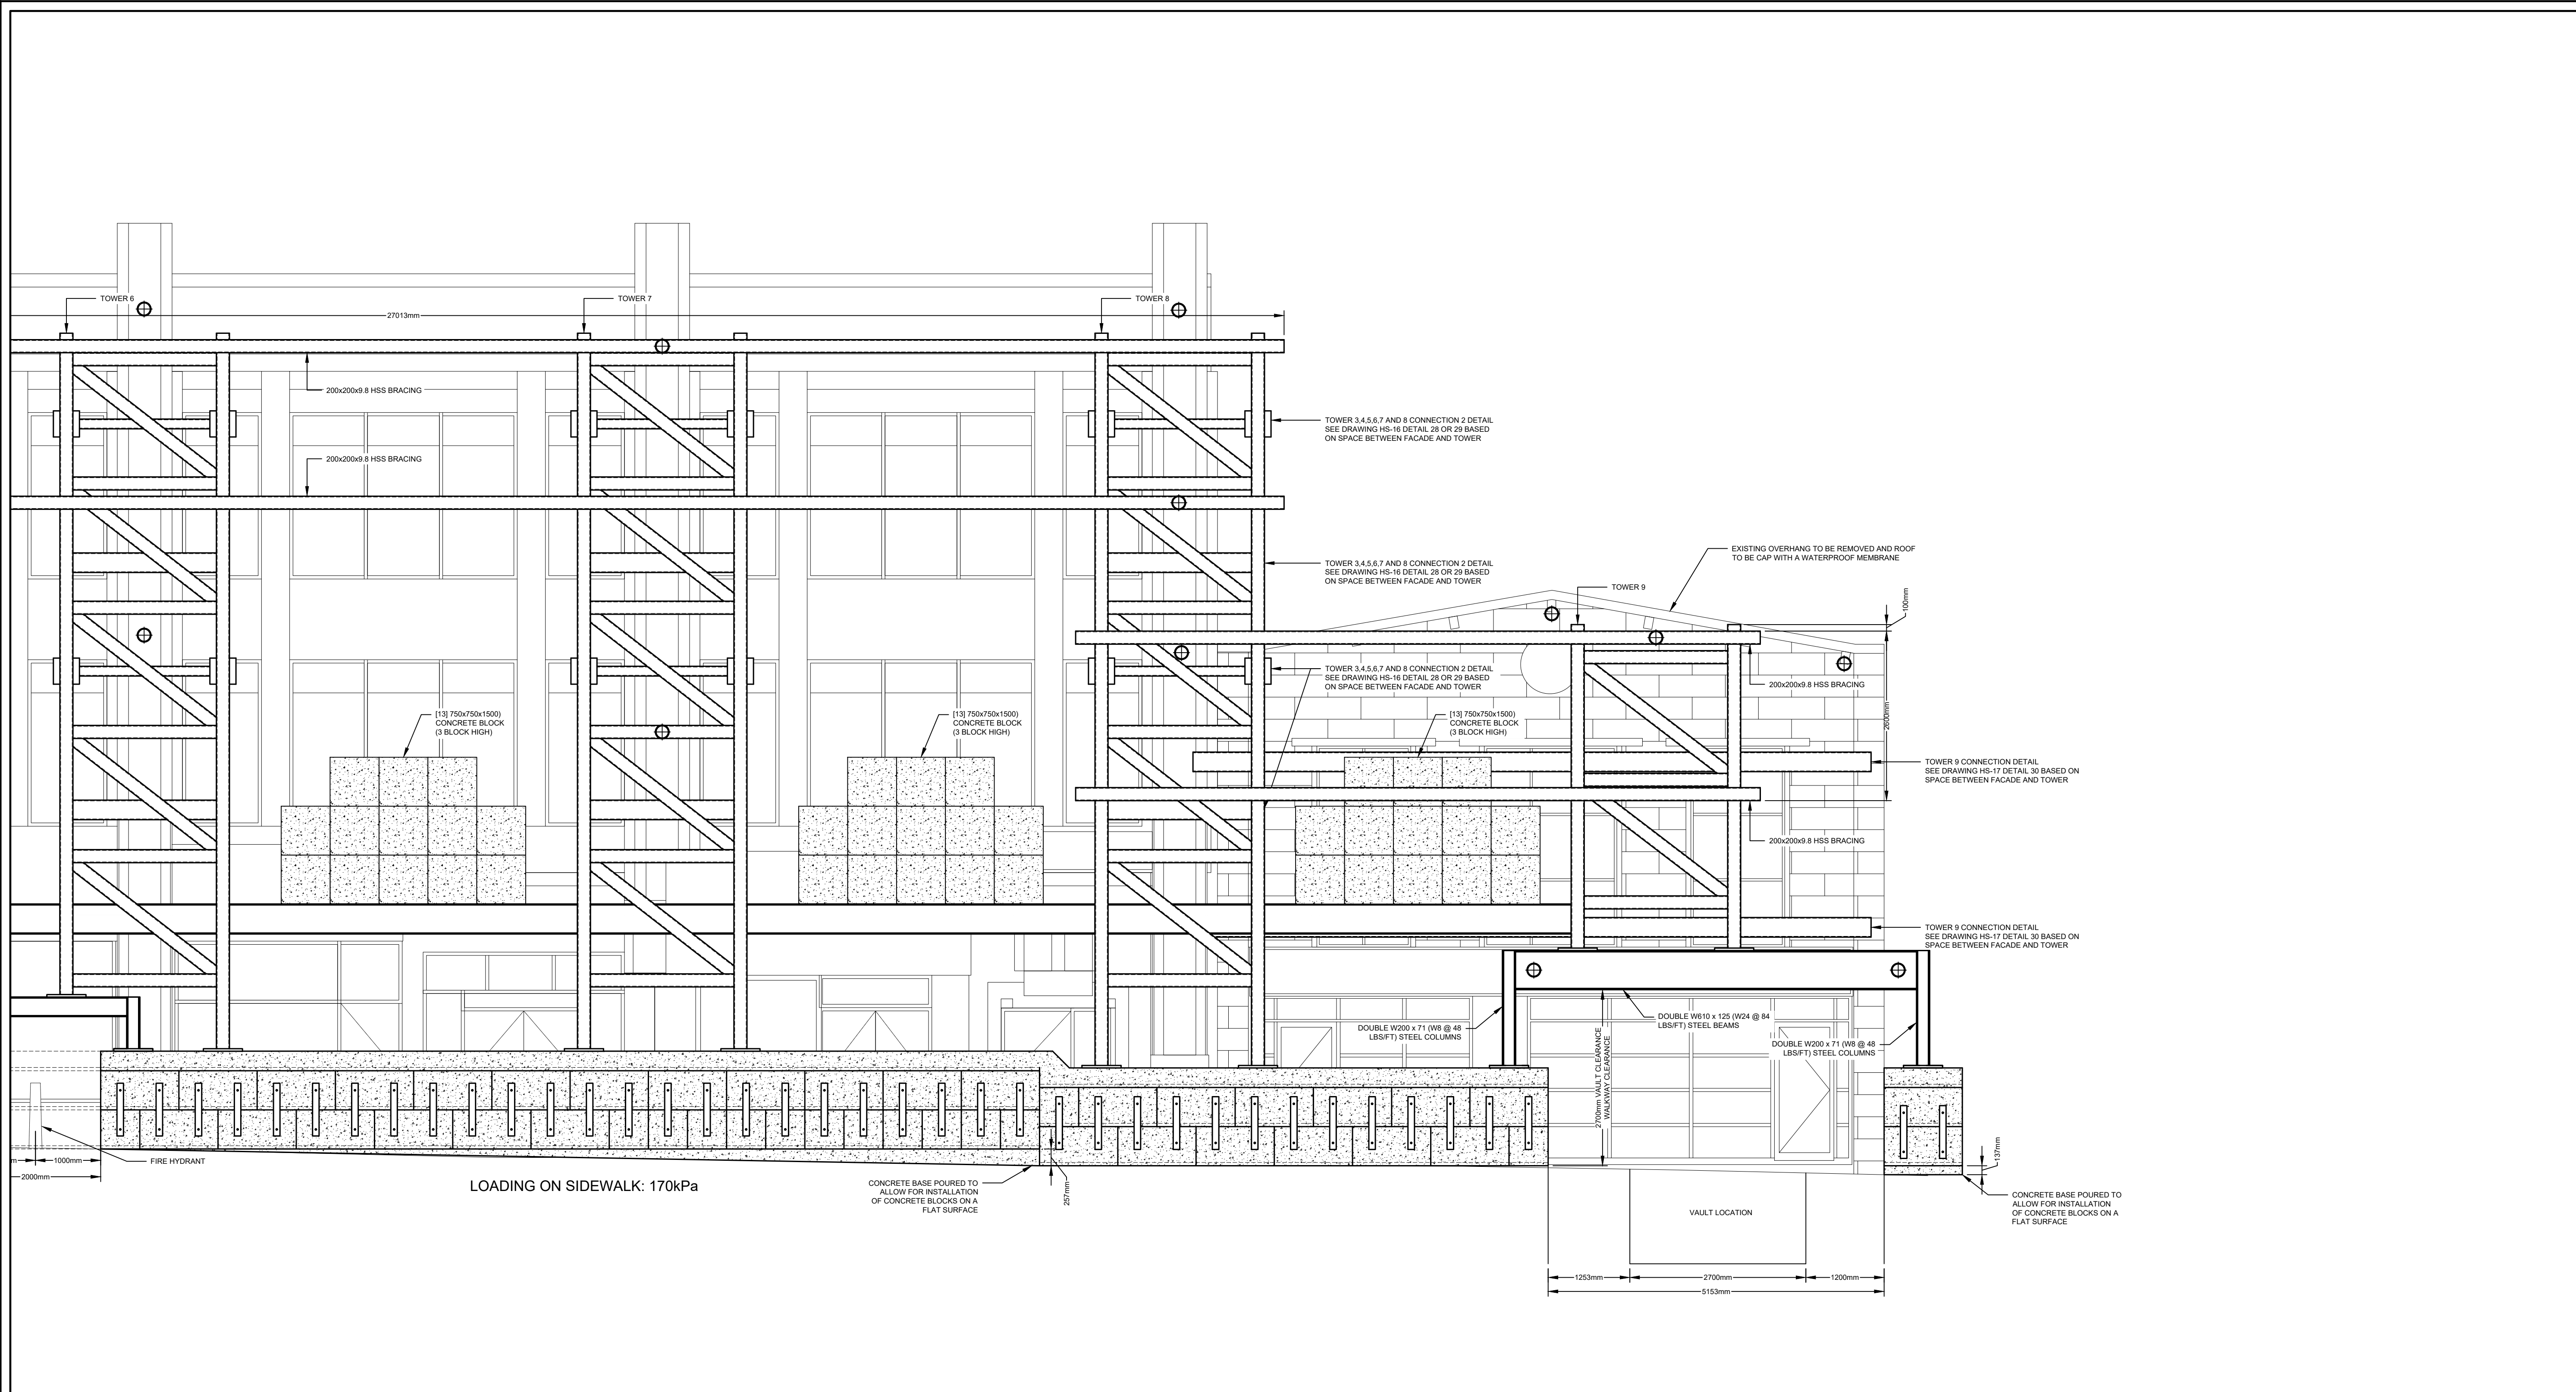 TOWER 6
TOWER 7
TOWER 8
27013mm
200x200x9.8 HSS BRACING
TOWER 3,4,5,6,7 AND 8 CONNECTION 2 DETAIL
SEE DRAWING HS-16 DETAIL 28 OR 29 BASED
ON SPACE BETWEEN FACADE AND TOWER
200x200x9.8 HSS BRACING
EXISTING OVERHANG TO BE REMOVED AND ROOF
TO BE CAP WITH A WATERPROOF MEMBRANE
TOWER 3,4,5,6,7 AND 8 CONNECTION 2 DETAIL
SEE DRAWING HS-16 DETAIL 28 OR 29 BASED
ON SPACE BETWEEN FACADE AND TOWER
TOWER 9
100mm
TOWER 3,4,5,6,7 AND 8 CONNECTION 2 DETAIL
SEE DRAWING HS-16 DETAIL 28 OR 29 BASED
ON SPACE BETWEEN FACADE AND TOWER
200x200x9.8 HSS BRACING
2600mm
[13] 750x750x1500)
CONCRETE BLOCK
(3 BLOCK HIGH)
[13] 750x750x1500)
CONCRETE BLOCK
(3 BLOCK HIGH)
[13] 750x750x1500)
CONCRETE BLOCK
(3 BLOCK HIGH)
TOWER 9 CONNECTION DETAIL
SEE DRAWING HS-17 DETAIL 30 BASED ON
SPACE BETWEEN FACADE AND TOWER
200x200x9.8 HSS BRACING
TOWER 9 CONNECTION DETAIL
SEE DRAWING HS-17 DETAIL 30 BASED ON
SPACE BETWEEN FACADE AND TOWER
DOUBLE W610 x 125 (W24 @ 84
LBS/FT) STEEL BEAMS
DOUBLE W200 x 71 (W8 @ 48
LBS/FT) STEEL COLUMNS
DOUBLE W200 x 71 (W8 @ 48
LBS/FT) STEEL COLUMNS
2700mm VAULT CLEARANCE
WALKWAY CLEARANCE
m
1000mm
FIRE HYDRANT
2000mm
LOADING ON SIDEWALK: 170kPa
CONCRETE BASE POURED TO
ALLOW FOR INSTALLATION
OF CONCRETE BLOCKS ON A
FLAT SURFACE
257mm
137mm
VAULT LOCATION
CONCRETE BASE POURED TO
ALLOW FOR INSTALLATION
OF CONCRETE BLOCKS ON A
FLAT SURFACE
1253mm
2700mm
1200mm
5153mm